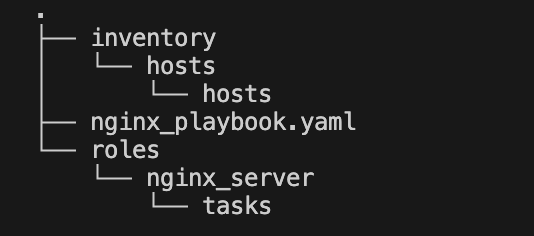 .
├── inventory
│   └── hosts
│       └── hosts
├── nginx_playbook.yaml
└── roles
    └── nginx_server
        └── tasks